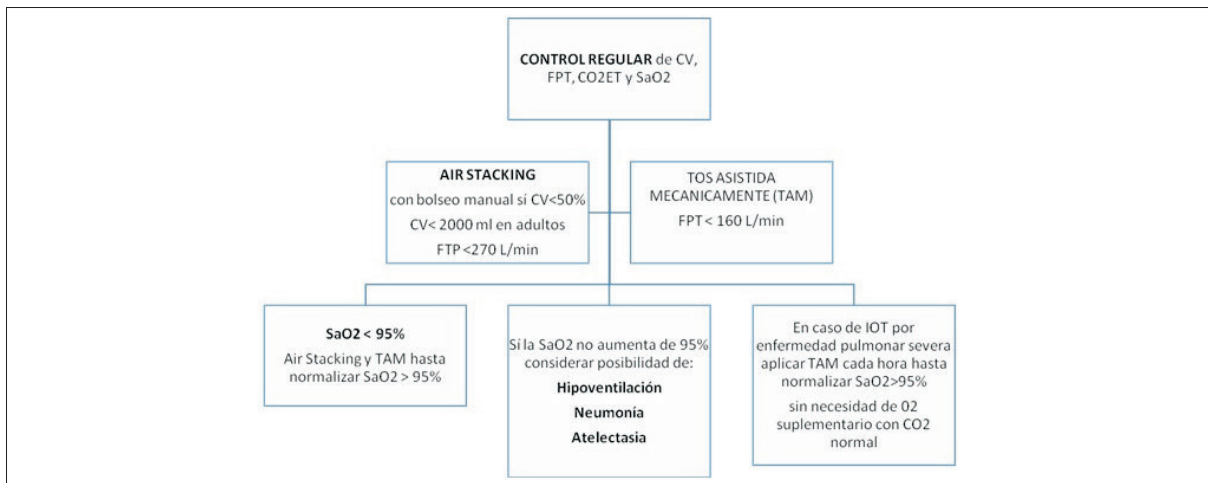 CONTROL REGULAR de CV,
FPT, CO2ET y SaO2
AIR STACKING
con bolseo manual sí CV<50%
CV< 2000 ml en adultos
FTP <270 L/min
TOS ASISTIDA
MECANICAMENTE (TAM)
FPT < 160 L/min
SaO2 < 95%
Air Stacking y TAM hasta
normalizar SaO2 > 95%
Sí la SaO2 no aumenta de 95%
considerar posibilidad de:
Hipoventilación
Neumonía
Atelectasia
En caso de IOT por
enfermedad pulmonar severa
aplicar TAM cada hora hasta
normalizar SaO2>95%
sin necesidad de 02
suplementario con CO2
normal